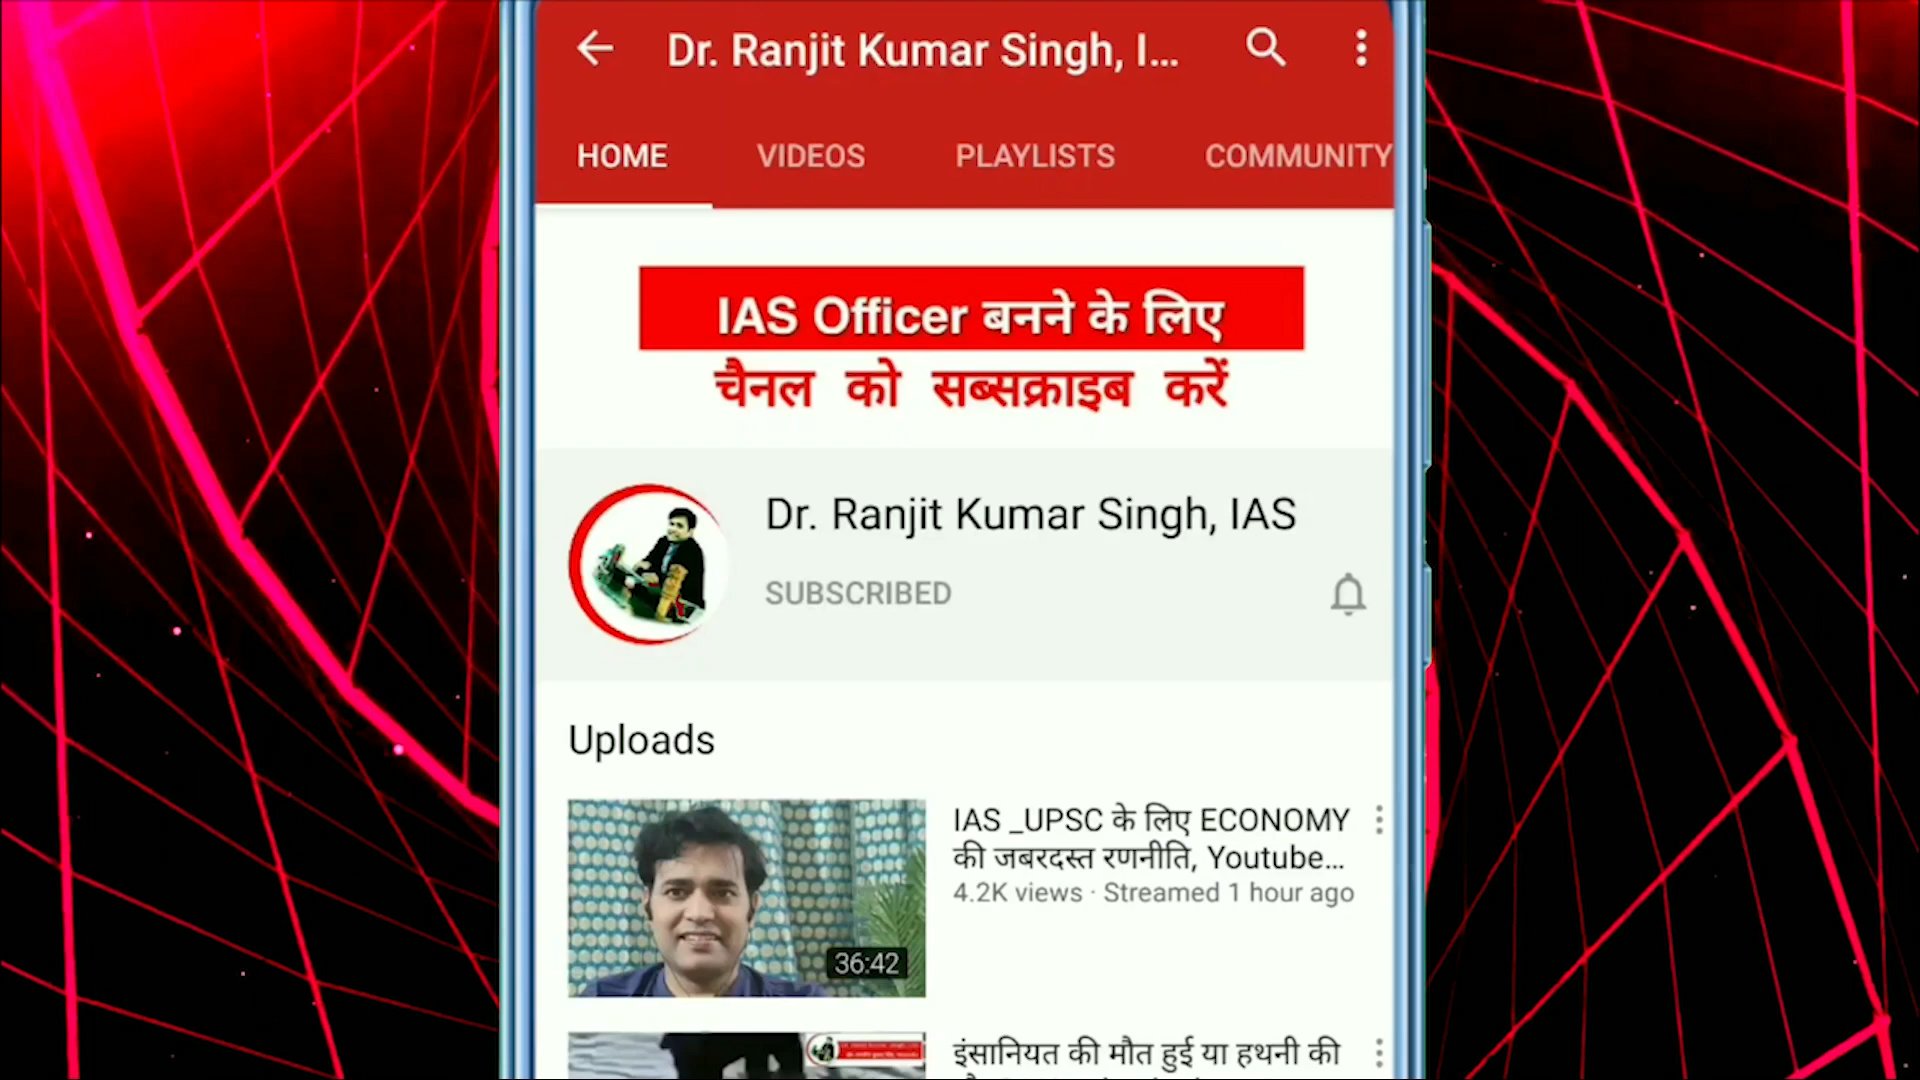 Dr. Ranjit Kumar Singh, I...
HOME VIDEOS PLAYLISTS COMMUNITY
IAS Officer बनने के लिए
चैनल को सब्सक्राइब करें
Dr. Ranjit Kumar Singh, IAS
SUBSCRIBED
Uploads
36:42
IAS _UPSC के लिए ECONOMY
की जबरदस्त रणनीति, Youtube...
4.2K views · Streamed 1 hour ago
इंसानियत की मौत हुई या हथनी की